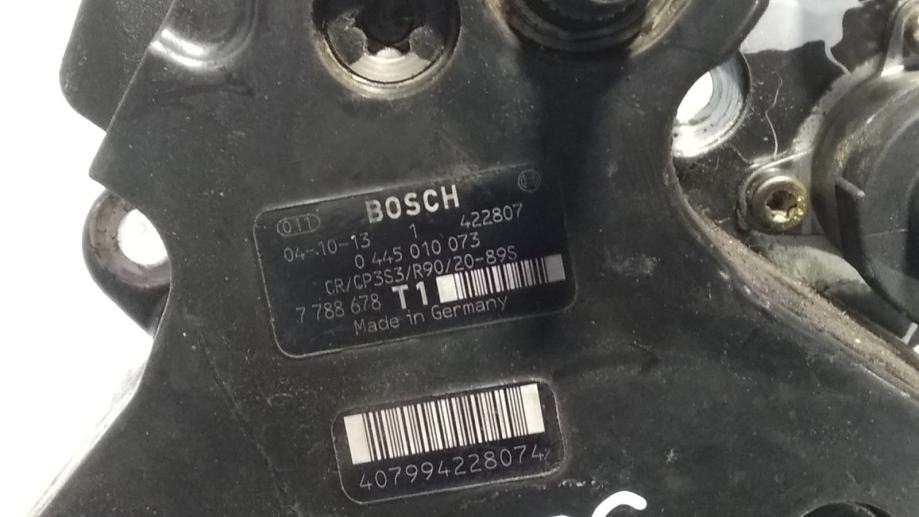 BOSCH
011
04-10-13 1 422807
0 445 010 073
CR/CP3S3/R90/20-89S
7 788 678 T1
Made in Germany
407994228074